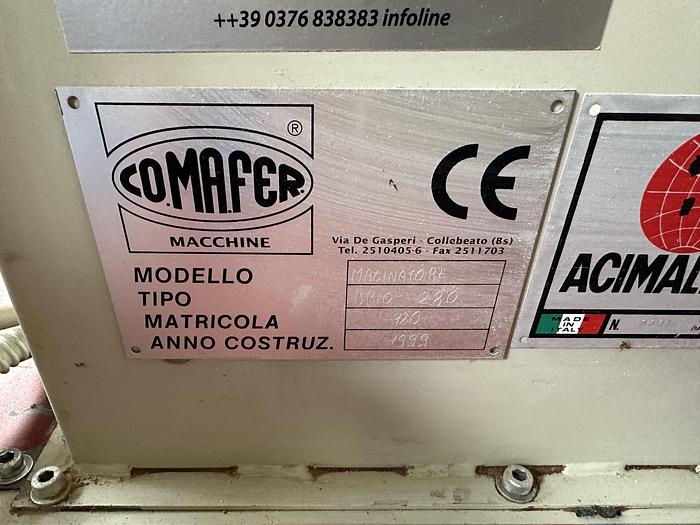 ++39 0376 838383 infoline
CO.MA.FER.
®
MACCHINE
CE
Via De Gasperi - Collebeato (Bs)
Tel. 2510405-6 - Fax 2511703
MODELLO MACINATORE
TIPO BRIO - 280
MATRICOLA 120
ANNO COSTRUZ. 1999
ACIMAL
MADE
IN
ITALY
N.